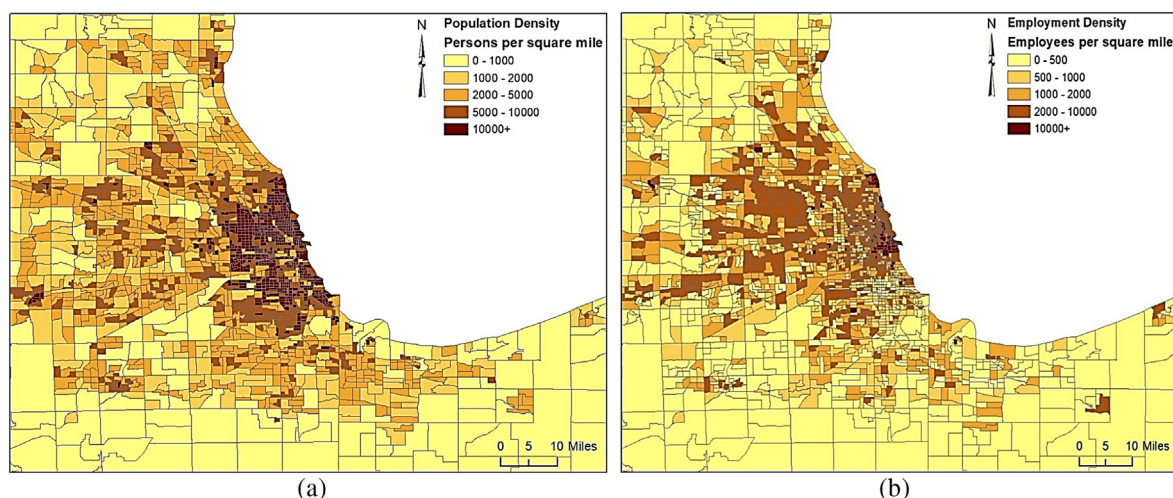 N
Population Density
Persons per square mile
0 - 1000
1000 - 2000
2000 - 5000
5000 - 10000
10000+
0 5 10 Miles
(a)
N
Employment Density
Employees per square mile
0 - 500
500 - 1000
1000 - 2000
2000 - 10000
10000+
0 5 10 Miles
(b)